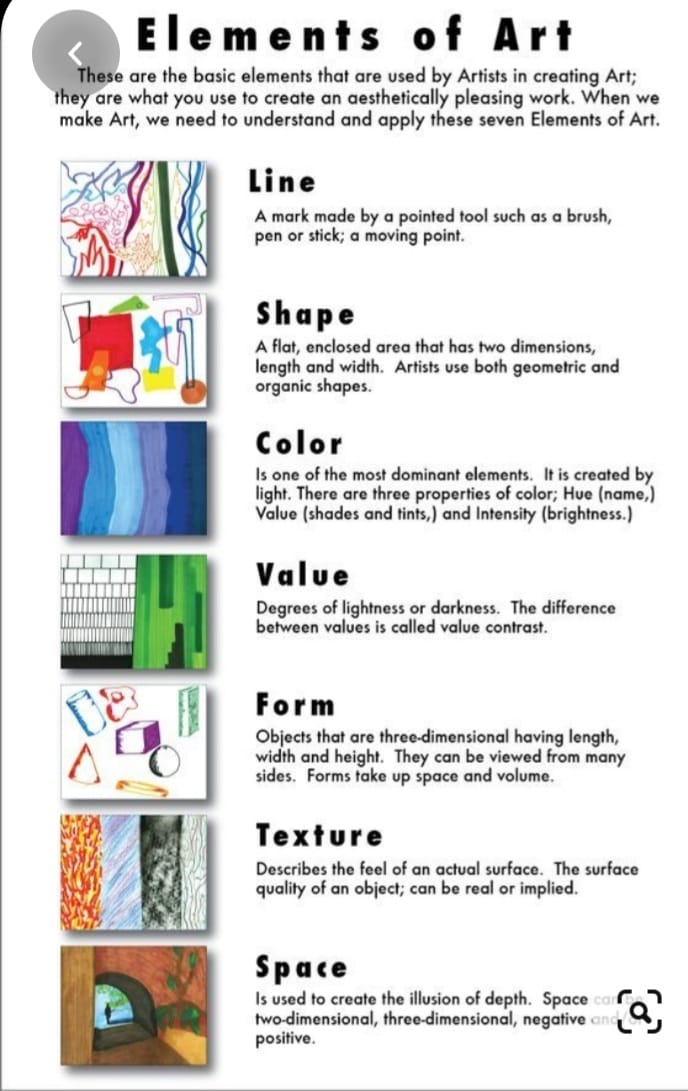 Elements of Art
These are the basic elements that are used by Artists in creating Art;
they are what you use to create an aesthetically pleasing work. When we
make Art, we need to understand and apply these seven Elements of Art.
Line
A mark made by a pointed tool such as a brush,
pen or stick; a moving point.
Shape
A flat, enclosed area that has two dimensions,
length and width. Artists use both geometric and
organic shapes.
Color
Is one of the most dominant elements. It is created by
light. There are three properties of color; Hue (name,)
Value (shades and tints,) and Intensity (brightness.)
Value
Degrees of lightness or darkness. The difference
between values is called value contrast.
Form
Objects that are three-dimensional having length,
width and height. They can be viewed from many
sides. Forms take up space and volume.
Texture
Describes the feel of an actual surface. The surface
quality of an object; can be real or implied.
Space
Is used to create the illusion of depth. Space can be
two-dimensional, three-dimensional, negative and/or
positive.